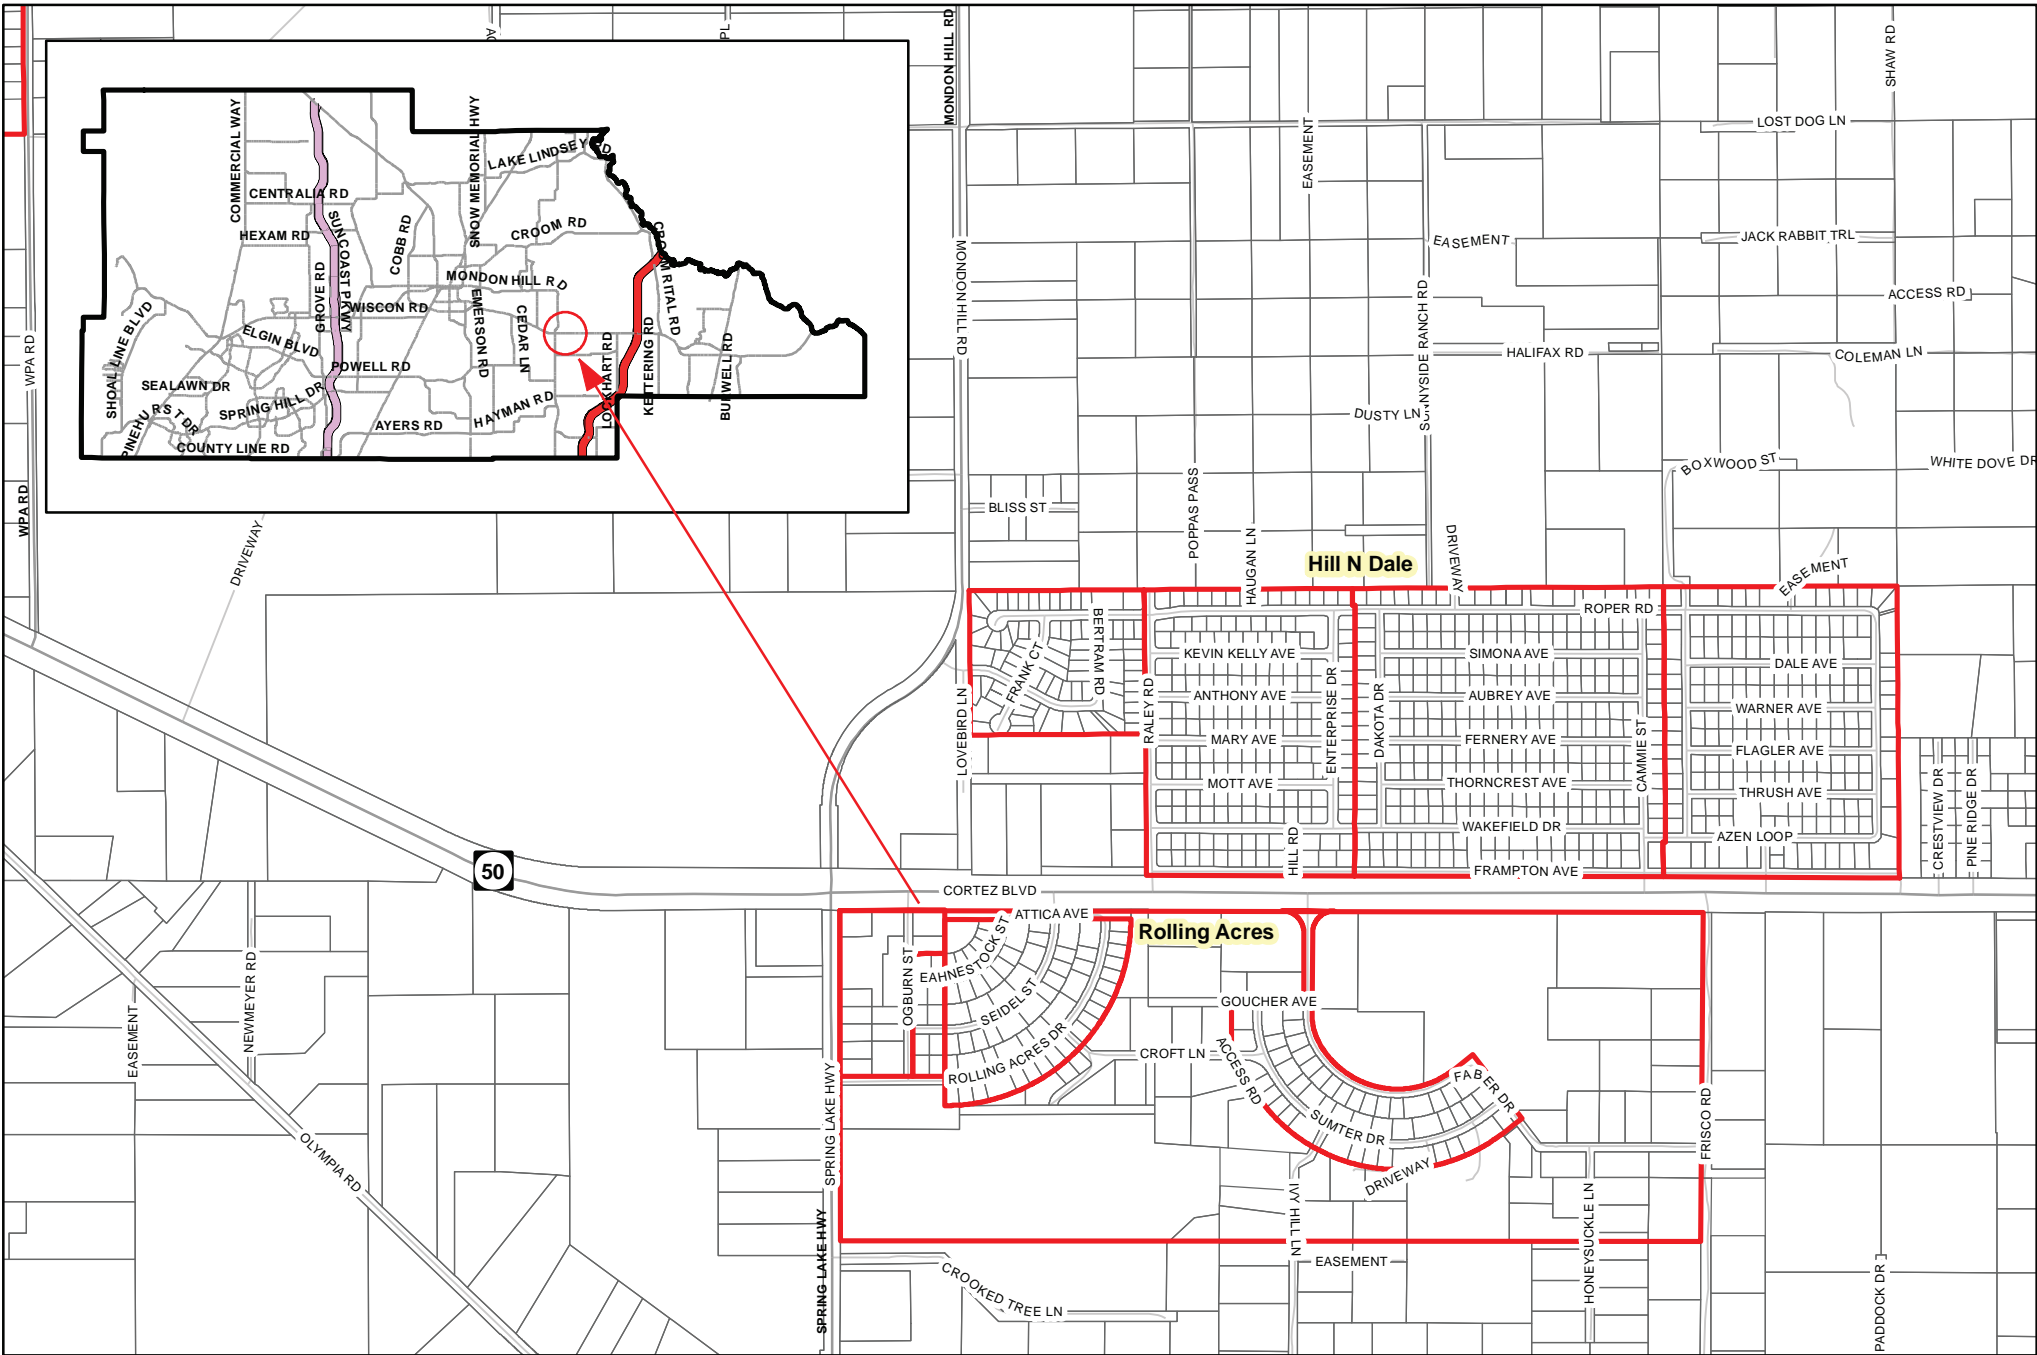 AC
PL
MONDON HILL RD
SHAW RD
LOST DOG LN
EASEMENT
JACK RABBIT TRL
EASEMENT
ACCESS RD
MONDON HILL RD
SUNNYSIDE RANCH RD
HALIFAX RD
COLEMAN LN
DUSTY LN
WPA RD
WPA RD
BOXWOOD ST
WHITE DOVE DR
POPPAS PASS
BLISS ST
DRIVEWAY
HAUGAN LN
DRIVEWAY
EASEMENT
COMMERCIAL WAY
SNOW MEMORIAL HWY
LAKE LINDSEY RD
CENTRALIA RD
SUNCOAST PKWY
COBB RD
CROOM RD
HEXAM RD
CROOM RITAL RD
MONDON HILL RD
GROVE RD
WISCON RD
EMERSON RD
CEDAR LN
SHOAL LINE BLVD
ELGIN BLVD
POWELL RD
LOCKHART RD
KETTERING RD
BURWELL RD
SEALAWN DR
SPRING HILL DR
PINEHURST DR
AYERS RD
HAYMAN RD
COUNTY LINE RD
Hill N Dale
ROPER RD
BERTRAM RD
FRANK CT
KEVIN KELLY AVE
SIMONA AVE
DALE AVE
ANTHONY AVE
AUBREY AVE
WARNER AVE
LOVEBIRD LN
RALEY RD
ENTERPRISE DR
DAKOTA DR
CAMMIE ST
MARY AVE
FERNERY AVE
FLAGLER AVE
MOTT AVE
THORNCREST AVE
THRUSH AVE
CRESTVIEW DR
PINE RIDGE DR
HILL RD
WAKEFIELD DR
AZEN LOOP
FRAMPTON AVE
50
CORTEZ BLVD
ATTICA AVE
Rolling Acres
OGBURN ST
EAHNESTOCK ST
SEIDEL ST
ROLLING ACRES DR
GOUCHER AVE
CROFT LN
ACCESS RD
FABER DR
SUMTER DR
DRIVEWAY
NEWMEYER RD
EASEMENT
OLYMPIA RD
SPRING LAKE HWY
SPRING LAKE HWY
FRISCO RD
IVY HILL LN
HONEYSUCKLE LN
EASEMENT
CROOKED TREE LN
PADDOCK DR